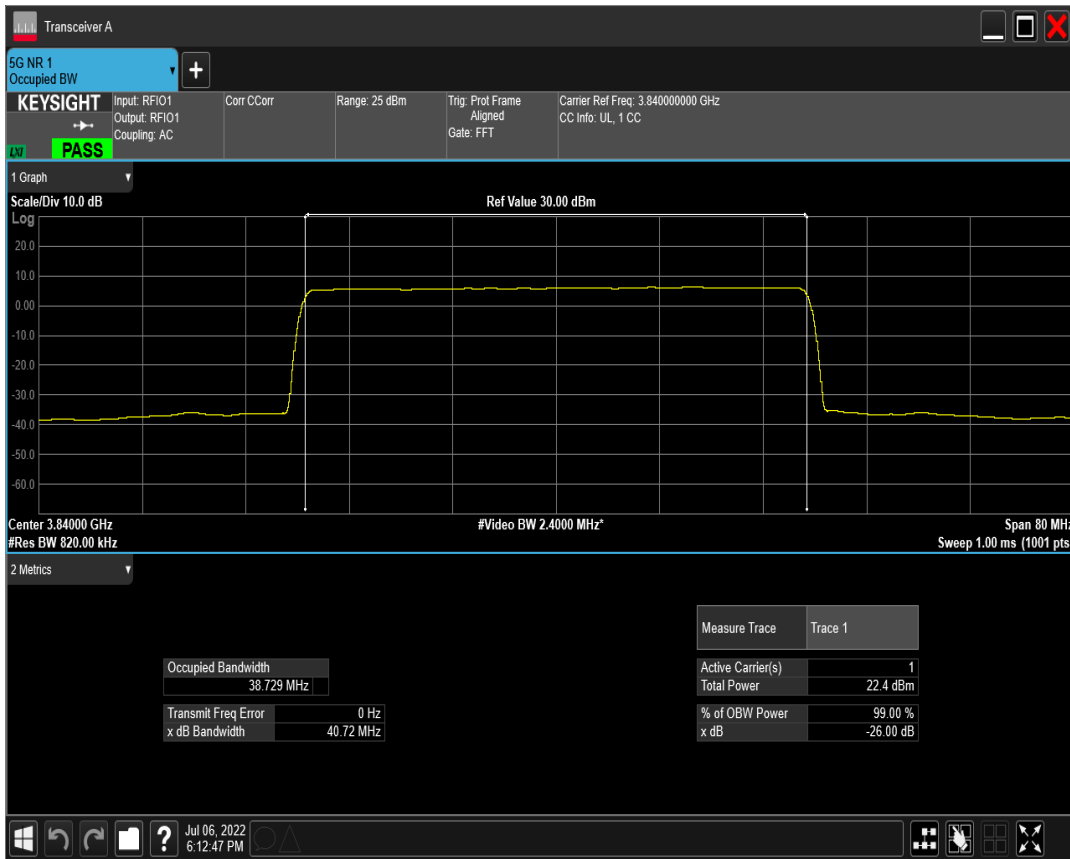 Transceiver A
5G NR 1
Occupied BW
+
KEYSIGHT
LXI
PASS
Input: RFIO1
Output: RFIO1
Coupling: AC
Corr CCorr
Range: 25 dBm
Trig: Prot Frame
Aligned
Gate: FFT
Carrier Ref Freq: 3.840000000 GHz
CC Info: UL, 1 CC
1 Graph
Scale/Div 10.0 dB
Ref Value 30.00 dBm
Log
20.0
10.0
0.00
-10.0
-20.0
-30.0
-40.0
-50.0
-60.0
Center 3.84000 GHz
#Video BW 2.4000 MHz*
Span 80 MHz
#Res BW 820.00 kHz
Sweep 1.00 ms (1001 pts
2 Metrics
Measure Trace Trace 1
Occupied Bandwidth
38.729 MHz
Active Carrier(s) 1
Total Power 22.4 dBm
Transmit Freq Error 0 Hz
x dB Bandwidth 40.72 MHz
% of OBW Power 99.00 %
x dB -26.00 dB
?
Jul 06, 2022
6:12:47 PM